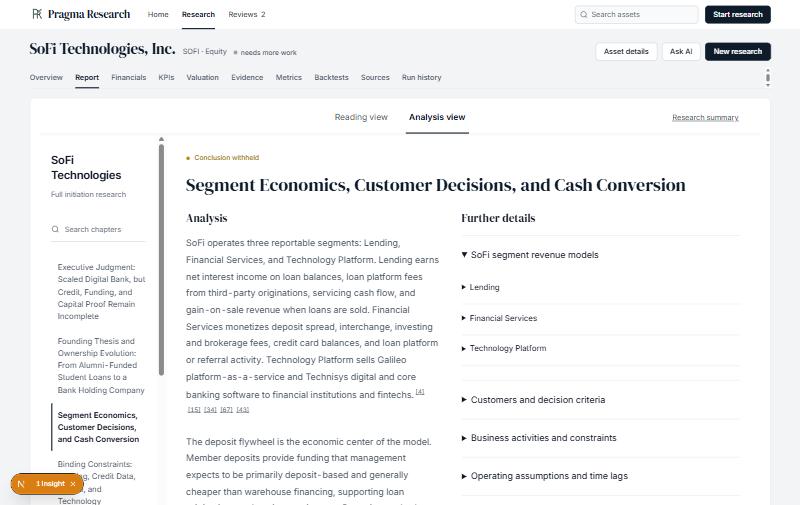 Pragma Research
Home
Research
Reviews 2
Search assets
Start research
SoFi Technologies, Inc.
SOFI · Equity
needs more work
Asset details
Ask AI
New research
Overview
Report
Financials
KPIs
Valuation
Evidence
Metrics
Backtests
Sources
Run history
Reading view
Analysis view
Research summary
SoFi
Technologies
Full initiation research
Search chapters
Executive Judgment:
Scaled Digital Bank, but
Credit, Funding, and
Capital Proof Remain
Incomplete
Founding Thesis and
Ownership Evolution:
From Alumni-Funded
Student Loans to a
Bank Holding Company
Segment Economics,
Customer Decisions,
and Cash Conversion
Binding Constraints:
Credit Data,
and
Technology
1 Insight ×
Conclusion withheld
Segment Economics, Customer Decisions, and Cash Conversion
Analysis
SoFi operates three reportable segments: Lending,
Financial Services, and Technology Platform. Lending earns
net interest income on loan balances, loan platform fees
from third-party originations, servicing cash flow, and
gain-on-sale revenue when loans are sold. Financial
Services monetizes deposit spread, interchange, investing
and brokerage fees, credit card balances, and loan platform
or referral activity. Technology Platform sells Galileo
platform-as-a-service and Technisys digital and core
banking software to financial institutions and fintechs. [4]
[15] [34] [67] [43]
The deposit flywheel is the economic center of the model.
Member deposits provide funding that management
expects to be primarily deposit-based and generally
cheaper than warehouse financing, supporting loan
Further details
▼ SoFi segment revenue models
▶ Lending
▶ Financial Services
▶ Technology Platform
▶ Customers and decision criteria
▶ Business activities and constraints
▶ Operating assumptions and time lags